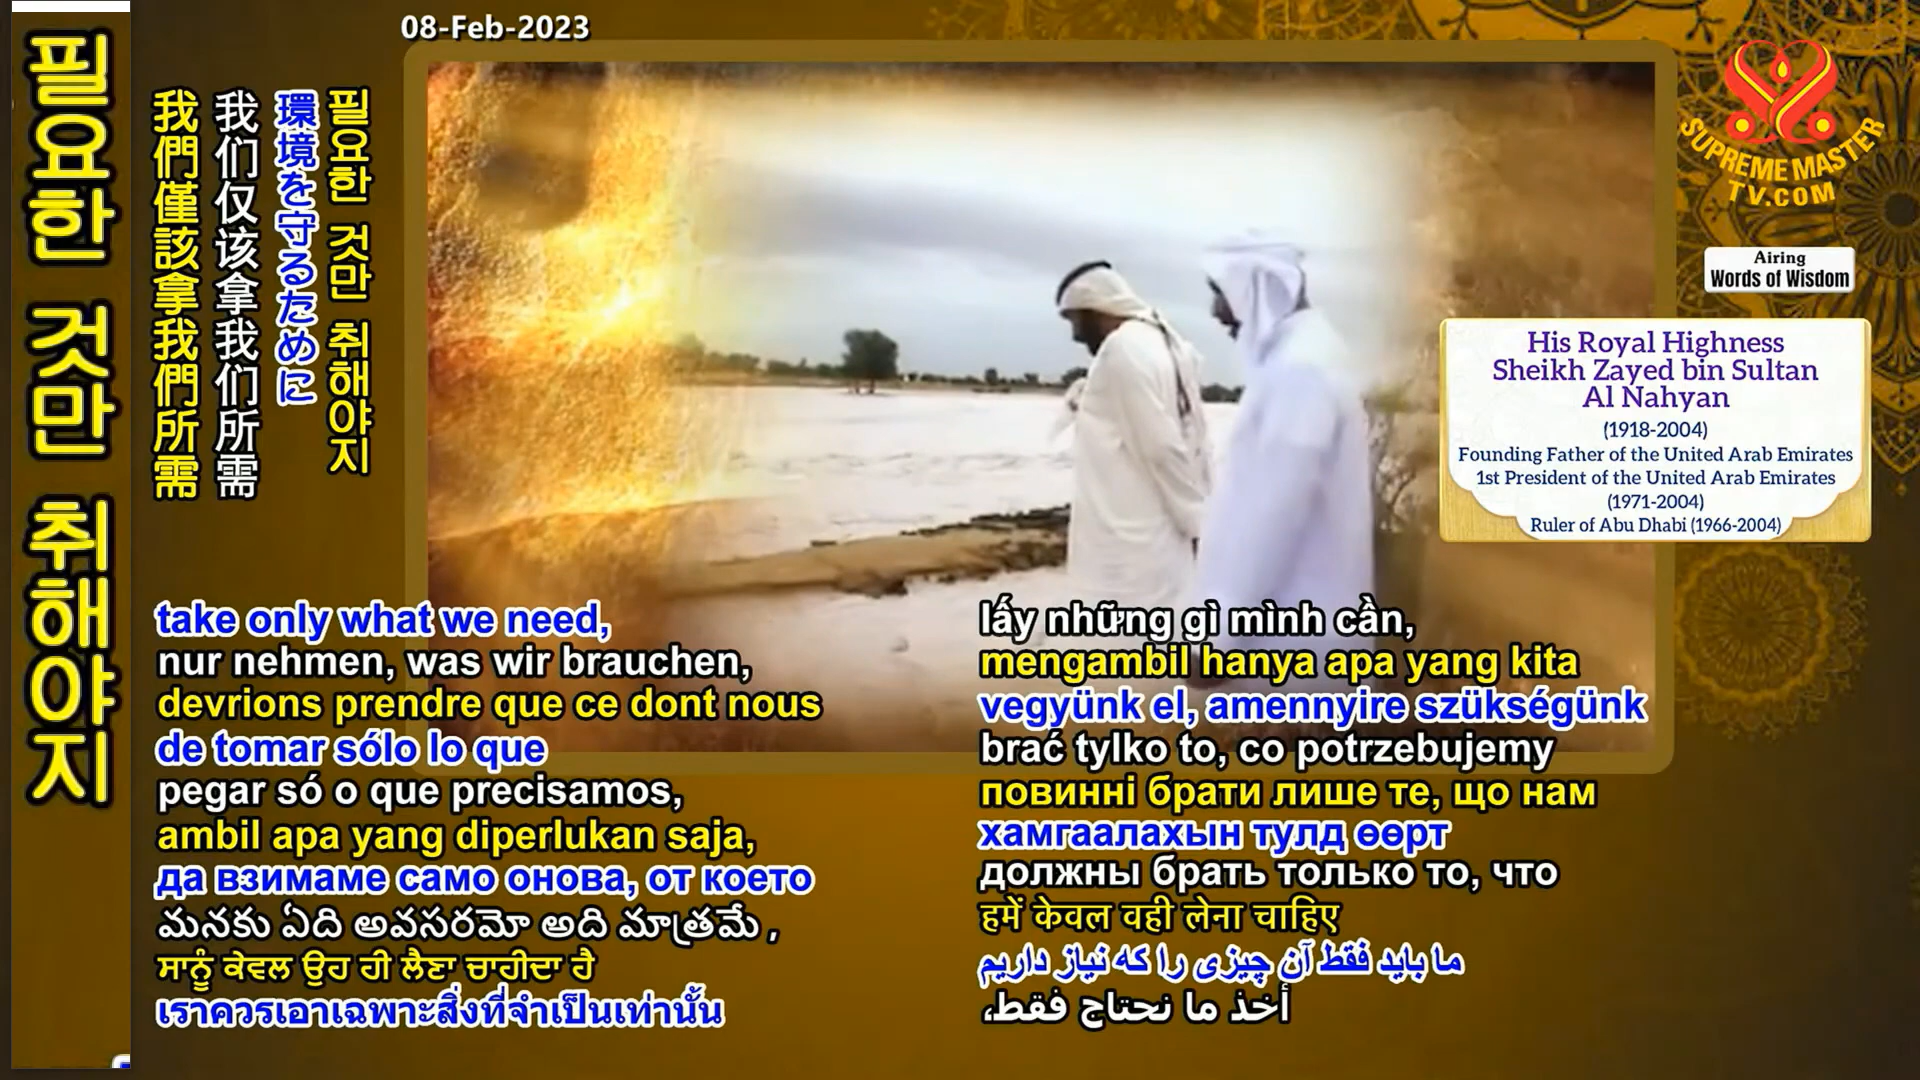 08-Feb-2023
필요한 것만 취해야지
我們僅該拿我們所需
我们仅该拿我们所需
環境を守るために
필요한 것만 취해야지
SUPREME MASTER
TV.COM
Airing
Words of Wisdom
His Royal Highness
Sheikh Zayed bin Sultan
Al Nahyan
(1918-2004)
Founding Father of the United Arab Emirates
1st President of the United Arab Emirates
(1971-2004)
Ruler of Abu Dhabi (1966-2004)
take only what we need,
nur nehmen, was wir brauchen,
devrions prendre que ce dont nous
de tomar sólo lo que
pegar só o que precisamos,
ambil apa yang diperlukan saja,
да взимаме само онова, от което
మనకు ఏది అవసరమో అది మాత్రమే ,
ਸਾਨੂੰ ਕੇਵਲ ਉਹ ਹੀ ਲੈਣਾ ਚਾਹੀਦਾ ਹੈ
เราควรเอาเฉพาะสิ่งที่จำเป็นเท่านั้น
lấy những gì mình cần,
mengambil hanya apa yang kita
vegyünk el, amennyire szükségünk
brać tylko to, co potrzebujemy
повинні брати лише те, що нам
хамгаалахын тулд өөрт
должны брать только то, что
हमें केवल वही लेना चाहिए
ما باید فقط آن چیزی را که نیاز داریم
أخذ ما نحتاج فقط،